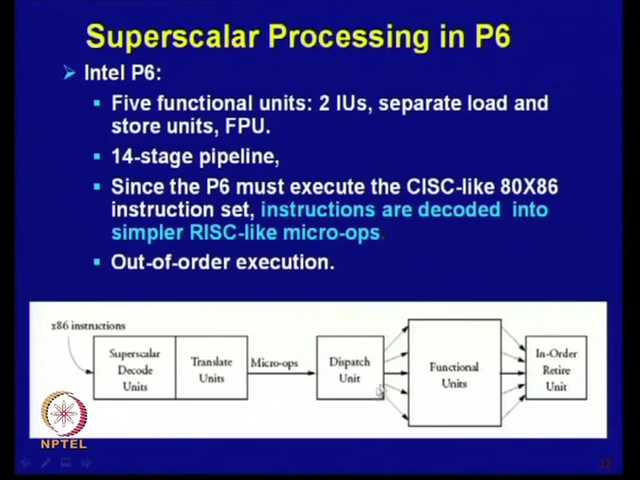 Superscalar Processing in P6
Intel P6:
Five functional units: 2 IUs, separate load and
store units, FPU.
14-stage pipeline,
Since the P6 must execute the CISC-like 80X86
instruction set, instructions are decoded into
simpler RISC-like micro-ops.
Out-of-order execution.
x86 instructions
Superscalar
Decode
Units
Translate
Units
Micro-ops
Dispatch
Unit
Functional
Units
In-Order
Retire
Unit
NPTEL
32